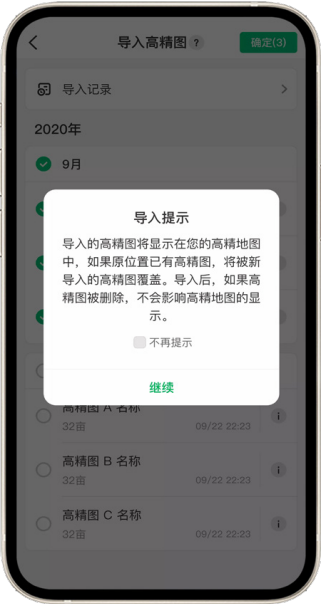 导入高精图 ?
确定(3)
导入记录
2020年
9月
导入提示
导入的高精图将显示在您的高精地图
中，如果原位置已有高精图，将被新
导入的高精图覆盖。导入后，如果高
精图被删除，不会影响高精地图的显
示。
不再提示
继续
高精图 A 名称
32亩
09/22 22:23
i
高精图 B 名称
32亩
09/22 22:23
i
高精图 C 名称
32亩
09/22 22:23
i